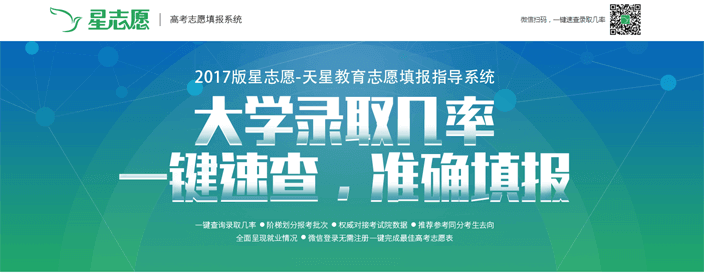 星志愿 高考志愿填报系统 微信扫码，一键速查录取几率
2017版星志愿-天星教育志愿填报指导系统
大学录取几率
一键速查，准确填报
一键查询录取几率 ●阶梯划分报考批次 ●权威对接考试院数据 ●推荐参考同分考生去向
全面呈现就业情况 ●微信登录无需注册一键完成最佳高考志愿表